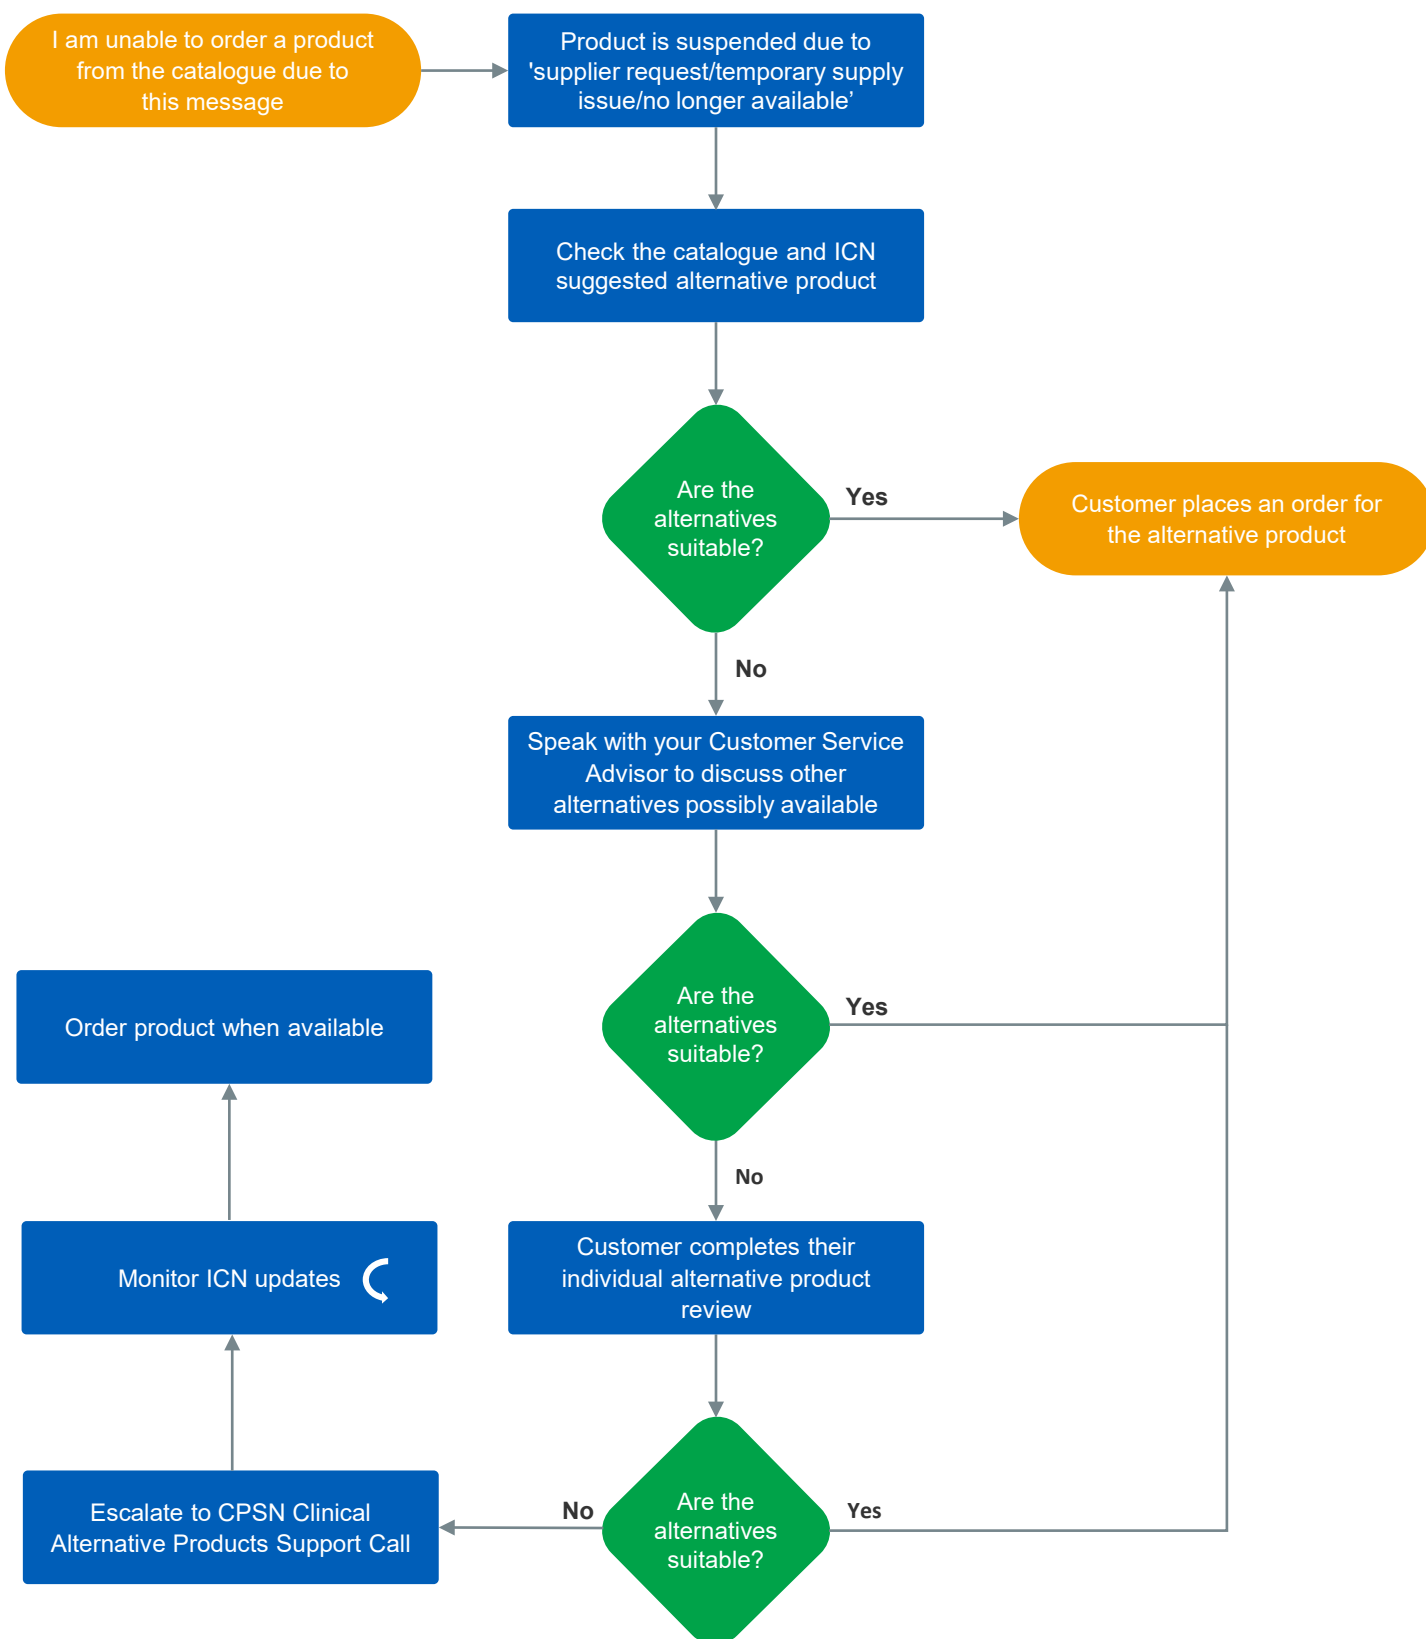 I am unable to order a product
from the catalogue due to
this message
Product is suspended due to
'supplier request/temporary supply
issue/no longer available’
Check the catalogue and ICN
suggested alternative product
Are the
alternatives
suitable?
Yes
Customer places an order for
the alternative product
No
Speak with your Customer Service
Advisor to discuss other
alternatives possibly available
Are the
alternatives
suitable?
Yes
No
Customer completes their
individual alternative product
review
Are the
alternatives
suitable?
Yes
No
Escalate to CPSN Clinical
Alternative Products Support Call
Monitor ICN updates
Order product when available